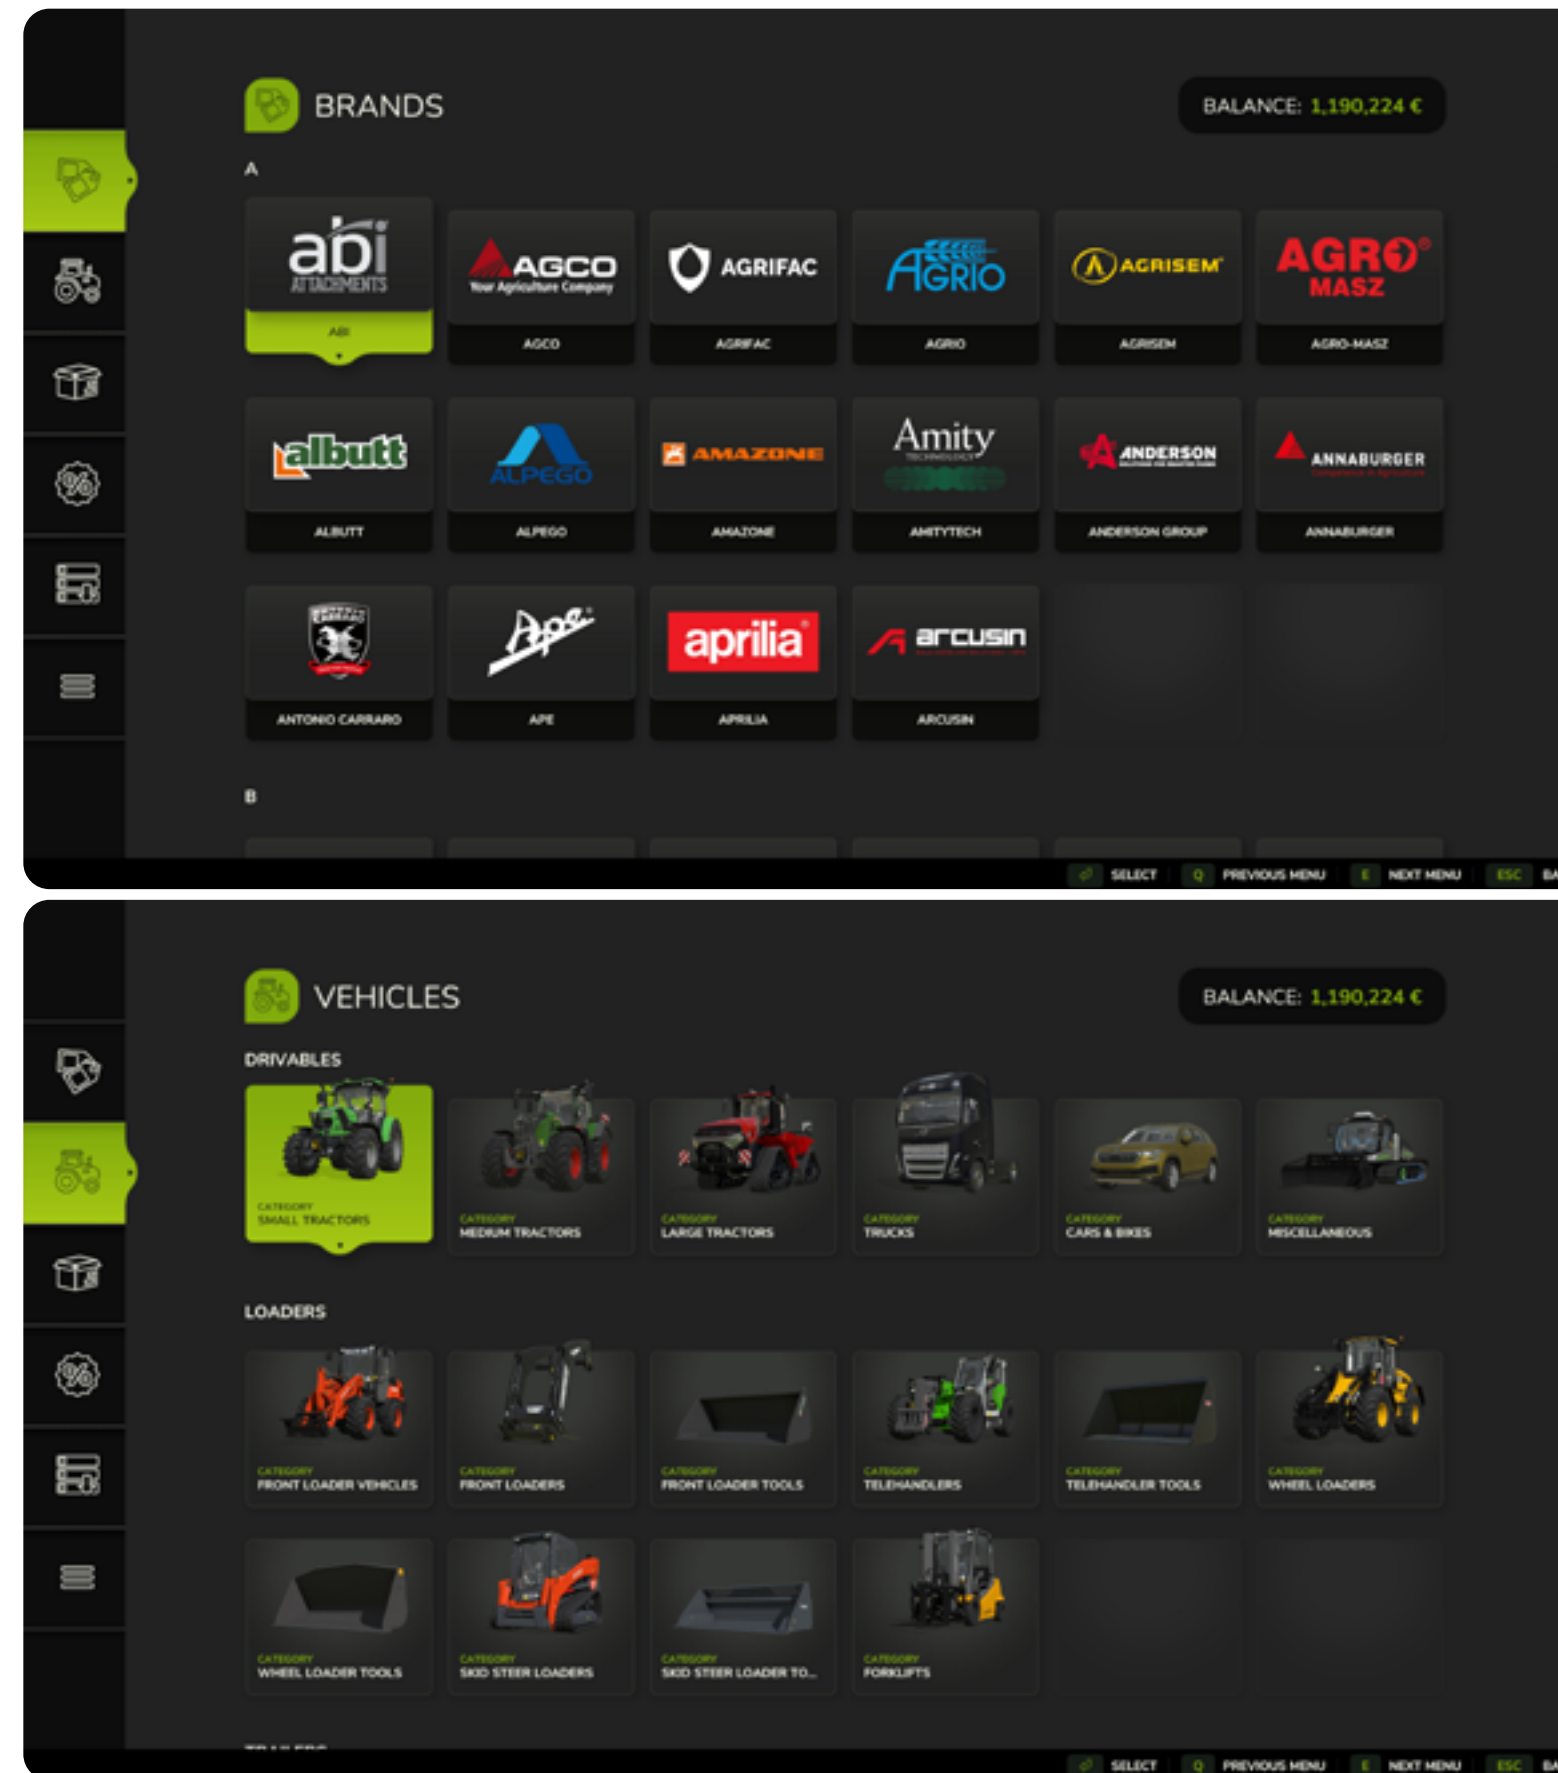 BRANDS
BALANCE: 1,190,224 €
A
abi
ATTACHMENTS
AGCO
Your Agriculture Company
AGRIFAC
AGRIO
AGRISEM
AGRO
MASZ
ABI
AGCO
AGRIFAC
AGRIO
AGRISEM
AGRO-MASZ
albutt
ALPEGO
AMAZONE
Amity
TECHNOLOGY
ANDERSON
ANNABURGER
ALBUTT
ALPEGO
AMAZONE
AMITYTECH
ANDERSON GROUP
ANNABURGER
CARRARO
Ape
aprilia
arcusin
ANTONIO CARRARO
APE
APRILIA
ARCUSIN
B
SELECT Q PREVIOUS MENU E NEXT MENU ESC BA
VEHICLES
BALANCE: 1,190,224 €
DRIVABLES
CATEGORY
SMALL TRACTORS
CATEGORY
MEDIUM TRACTORS
CATEGORY
LARGE TRACTORS
CATEGORY
TRUCKS
CATEGORY
CARS & BIKES
CATEGORY
MISCELLANEOUS
LOADERS
CATEGORY
FRONT LOADER VEHICLES
CATEGORY
FRONT LOADERS
CATEGORY
FRONT LOADER TOOLS
CATEGORY
TELEHANDLERS
CATEGORY
TELEHANDLER TOOLS
CATEGORY
WHEEL LOADERS
CATEGORY
WHEEL LOADER TOOLS
CATEGORY
SKID STEER LOADERS
CATEGORY
SKID STEER LOADER TO...
CATEGORY
FORKLIFTS
TRAILERS
SELECT Q PREVIOUS MENU E NEXT MENU ESC BA